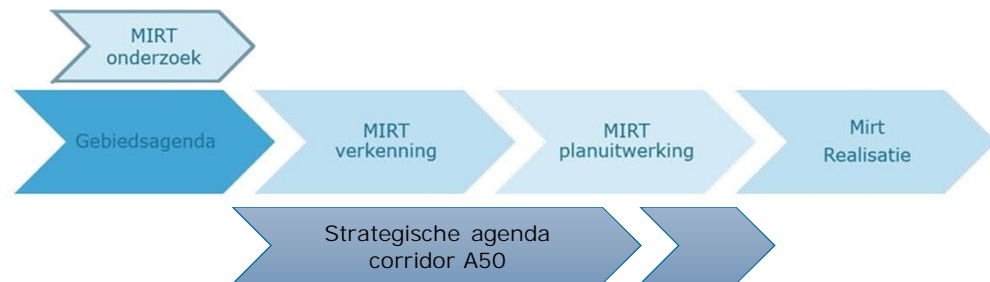 MIRT
onderzoek
Gebiedsagenda
MIRT
verkenning
MIRT
planuitwerking
Mirt
Realisatie
Strategische agenda
corridor A50